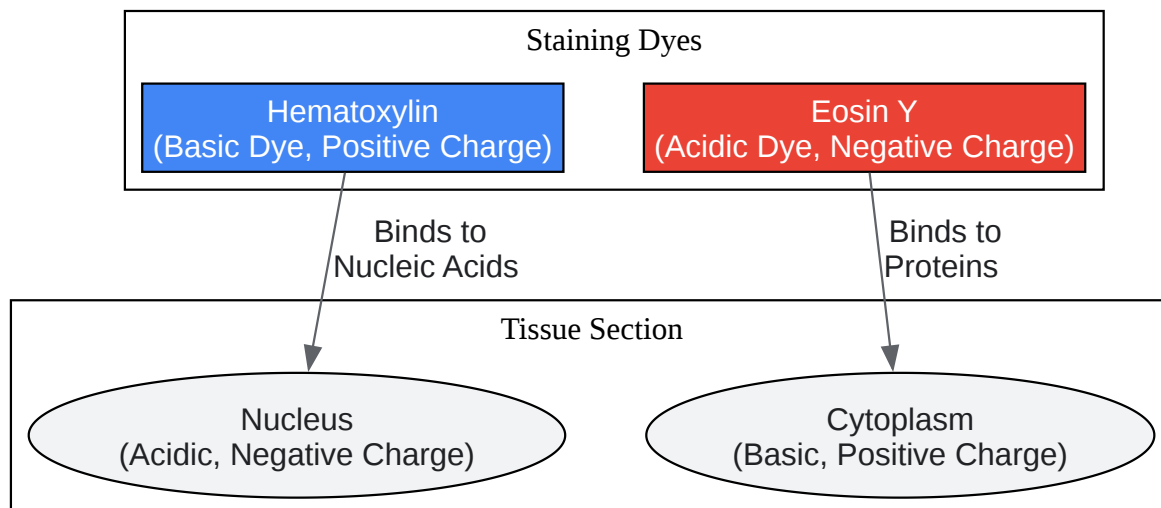 Staining Dyes
Hematoxylin
(Basic Dye, Positive Charge)
Eosin Y
(Acidic Dye, Negative Charge)
Binds to
Nucleic Acids
Binds to
Proteins
Tissue Section
Nucleus
(Acidic, Negative Charge)
Cytoplasm
(Basic, Positive Charge)